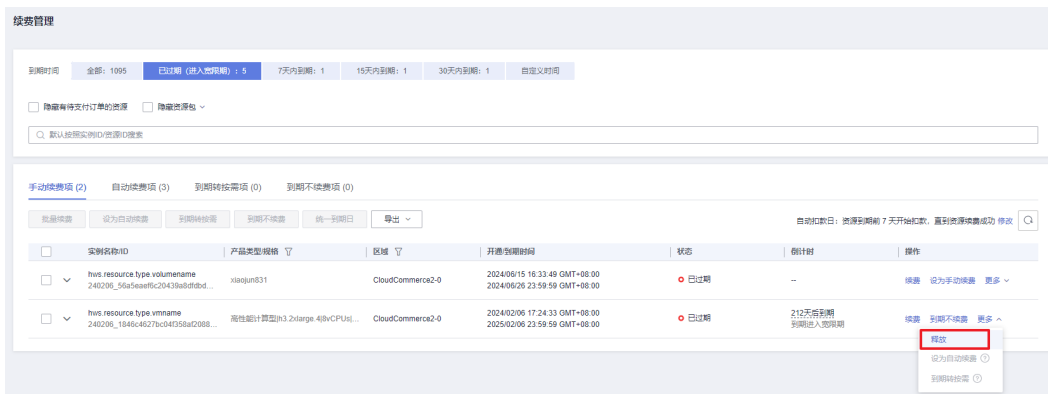 续费管理
到期时间 全部：1095 已过期（进入宽限期）：5 7天内到期：1 15天内到期：1 30天内到期：1 自定义时间
隐藏有待支付订单的资源 隐藏资源包
默认按照实例ID/资源ID搜索
手动续费项 (2) 自动续费项 (3) 到期转按需项 (0) 到期不续费项 (0)
批量续费 设为自动续费 到期转按需 到期不续费 统一到期日 导出
自动扣款日：资源到期前 7 天开始扣款，直到资源续费成功 修改
实例名称/ID 产品类型/规格 区域 开通/到期时间 状态 倒计时 操作
hws.resource.type.volumename 2024/06/15 16:33:49 GMT+08:00
240206_56a5eaef6c20439a8dfdbd... xiaojun831 CloudCommerce2-0 2024/06/26 23:59:59 GMT+08:00 已过期 -- 续费 设为手动续费 更多
hws.resource.type.vmname 2024/02/06 17:24:33 GMT+08:00 212天后到期
240206_1846c4627bc04f358af2088... 高性能计算型|h3.2xlarge.4|8vCPUs|... CloudCommerce2-0 2025/02/06 23:59:59 GMT+08:00 已过期 到期进入宽限期 续费 到期不续费 更多
释放
设为自动续费
到期转按需